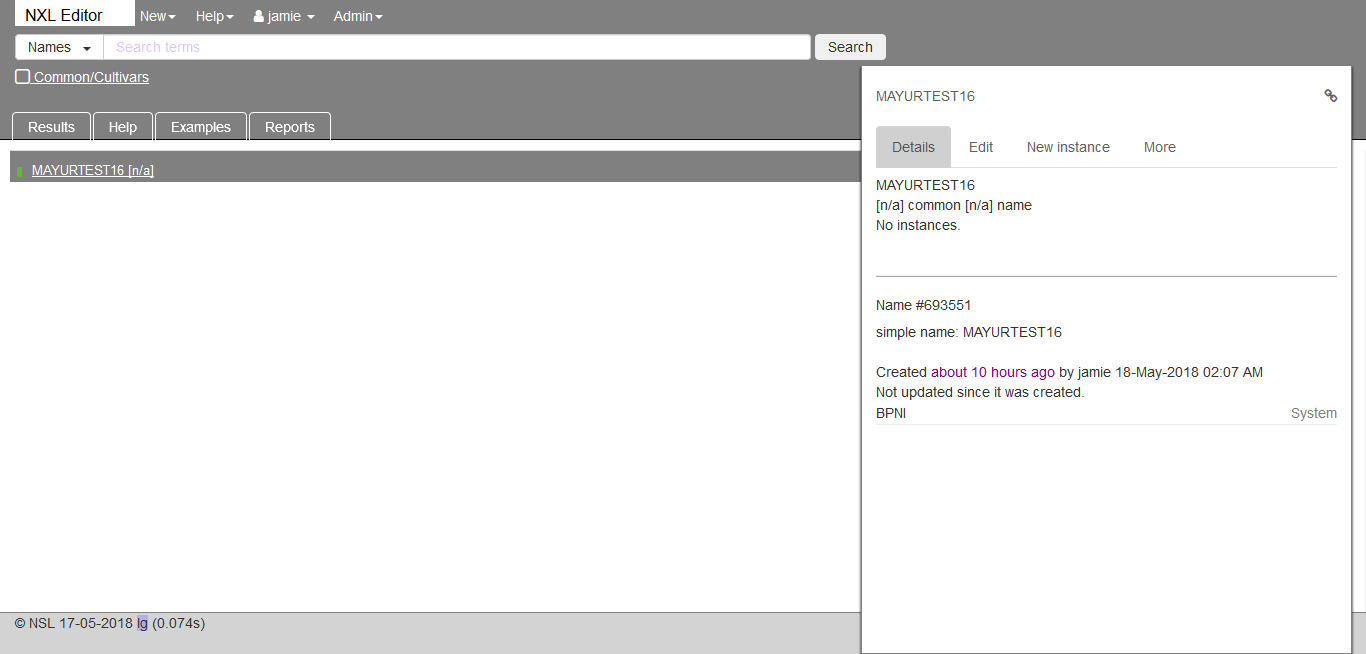 NXL Editor New Help jamie Admin
Names Search terms Search
Common/Cultivars
Results Help Examples Reports
MAYURTEST16 [n/a]
MAYURTEST16
Details Edit New instance More
MAYURTEST16
[n/a] common [n/a] name
No instances.
Name #693551
simple name: MAYURTEST16
Created about 10 hours ago by jamie 18-May-2018 02:07 AM
Not updated since it was created.
BPNI System
© NSL 17-05-2018 lg (0.074s)